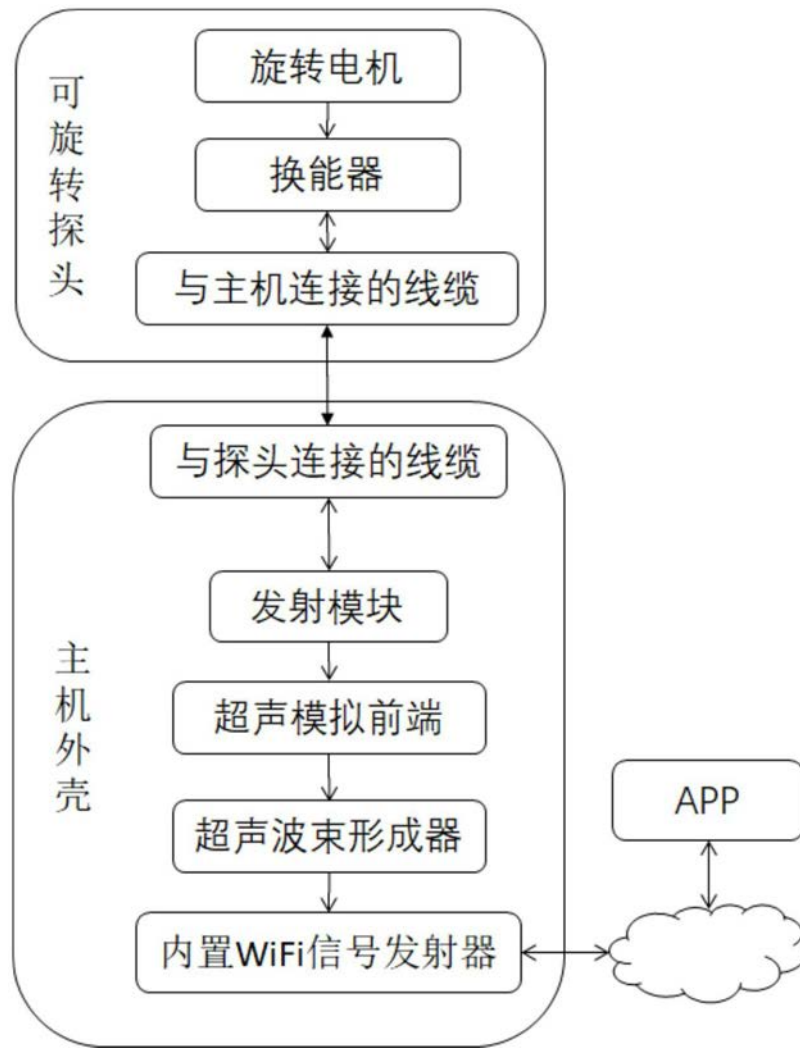 可旋转探头
旋转电机
换能器
与主机连接的线缆
主机外壳
与探头连接的线缆
发射模块
超声模拟前端
超声波束形成器
内置WiFi信号发射器
APP